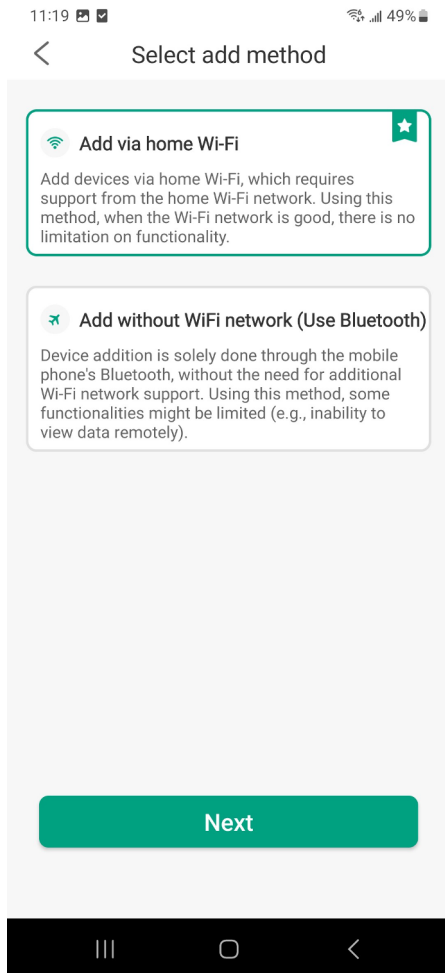 11:19 49%
Select add method
Add via home Wi-Fi
Add devices via home Wi-Fi, which requires
support from the home Wi-Fi network. Using this
method, when the Wi-Fi network is good, there is no
limitation on functionality.
Add without WiFi network (Use Bluetooth)
Device addition is solely done through the mobile
phone's Bluetooth, without the need for additional
Wi-Fi network support. Using this method, some
functionalities might be limited (e.g., inability to
view data remotely).
Next